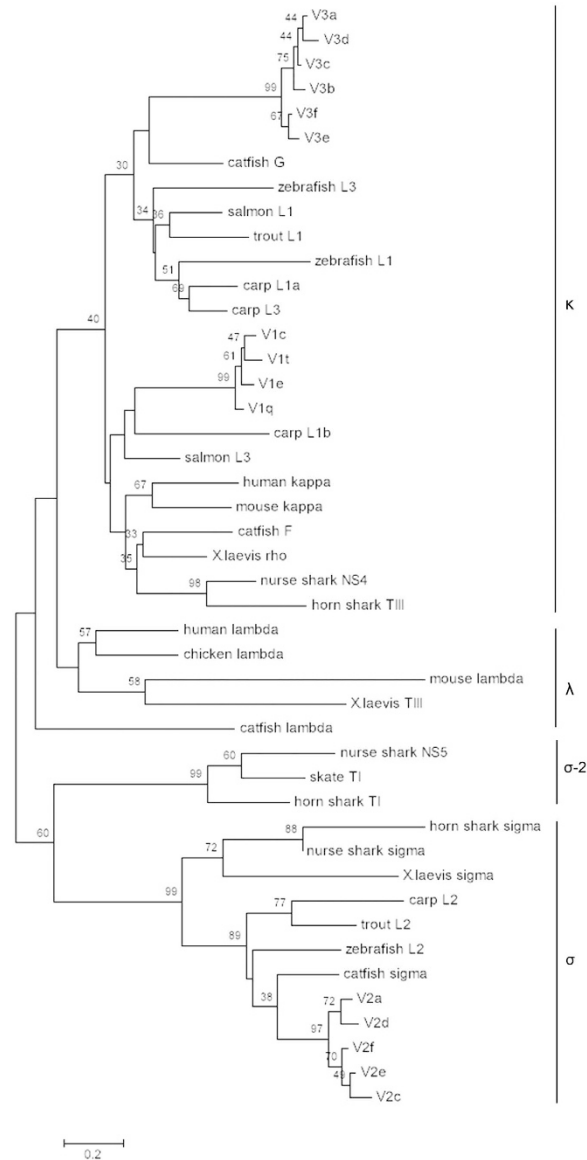 44 V3a
44 V3d
75 V3c
V3b
99
67 V3f
V3e
30
catfish G
zebrafish L3
34 36 salmon L1
trout L1
51 zebrafish L1
69 carp L1a
carp L3
κ
40
47 V1c
61 V1t
99 V1e
V1q
carp L1b
salmon L3
67 human kappa
mouse kappa
33 catfish F
35 X.laevis rho
98 nurse shark NS4
horn shark TIII
57 human lambda
chicken lambda
58 mouse lambda
λ
X.laevis TIII
catfish lambda
60 nurse shark NS5
99 skate TI
σ-2
horn shark TI
60
88 horn shark sigma
72 nurse shark sigma
99 X.laevis sigma
77 carp L2
89 trout L2
zebrafish L2
σ
38 catfish sigma
72 V2a
97 V2d
70 V2f
49 V2e
V2c
0.2